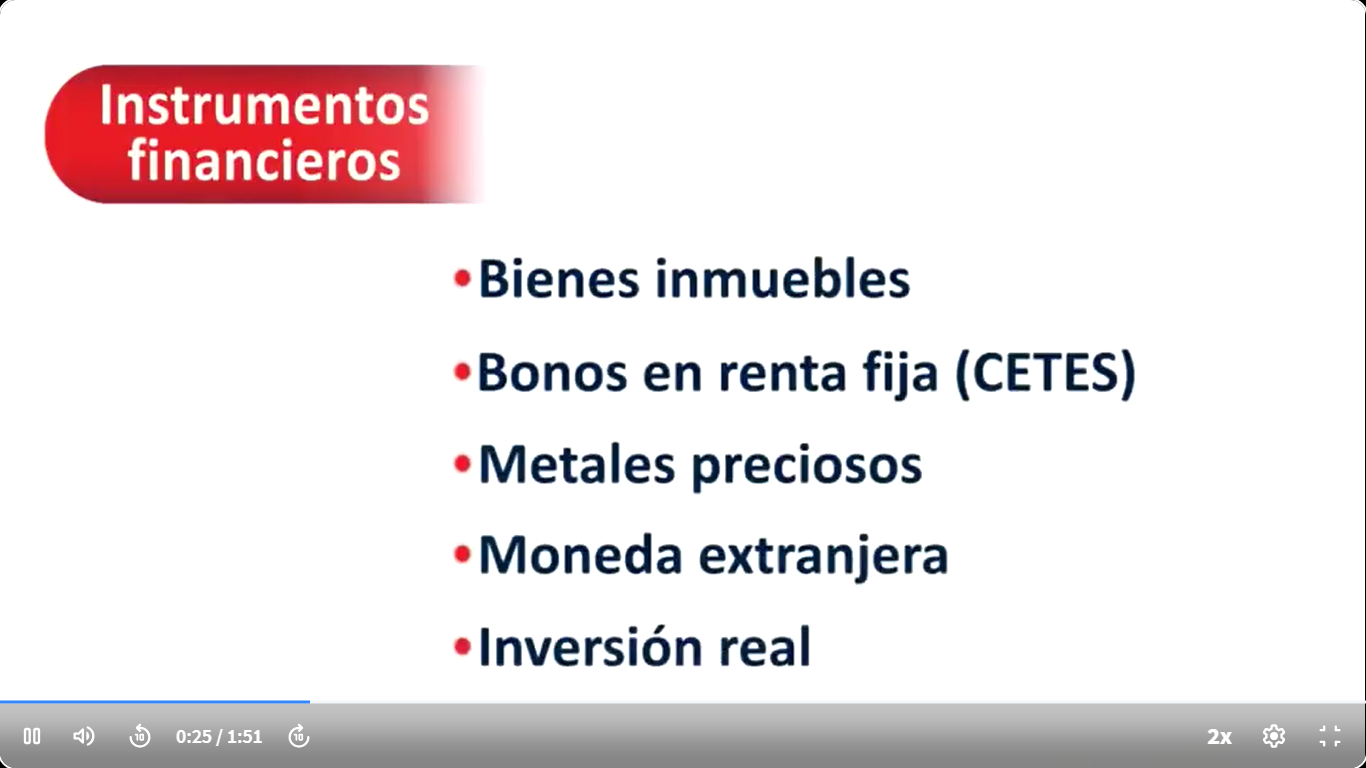 Instrumentos
financieros
•Bienes inmuebles
•Bonos en renta fija (CETES)
•Metales preciosos
•Moneda extranjera
•Inversión real
10 0:25 / 1:51 10 2x